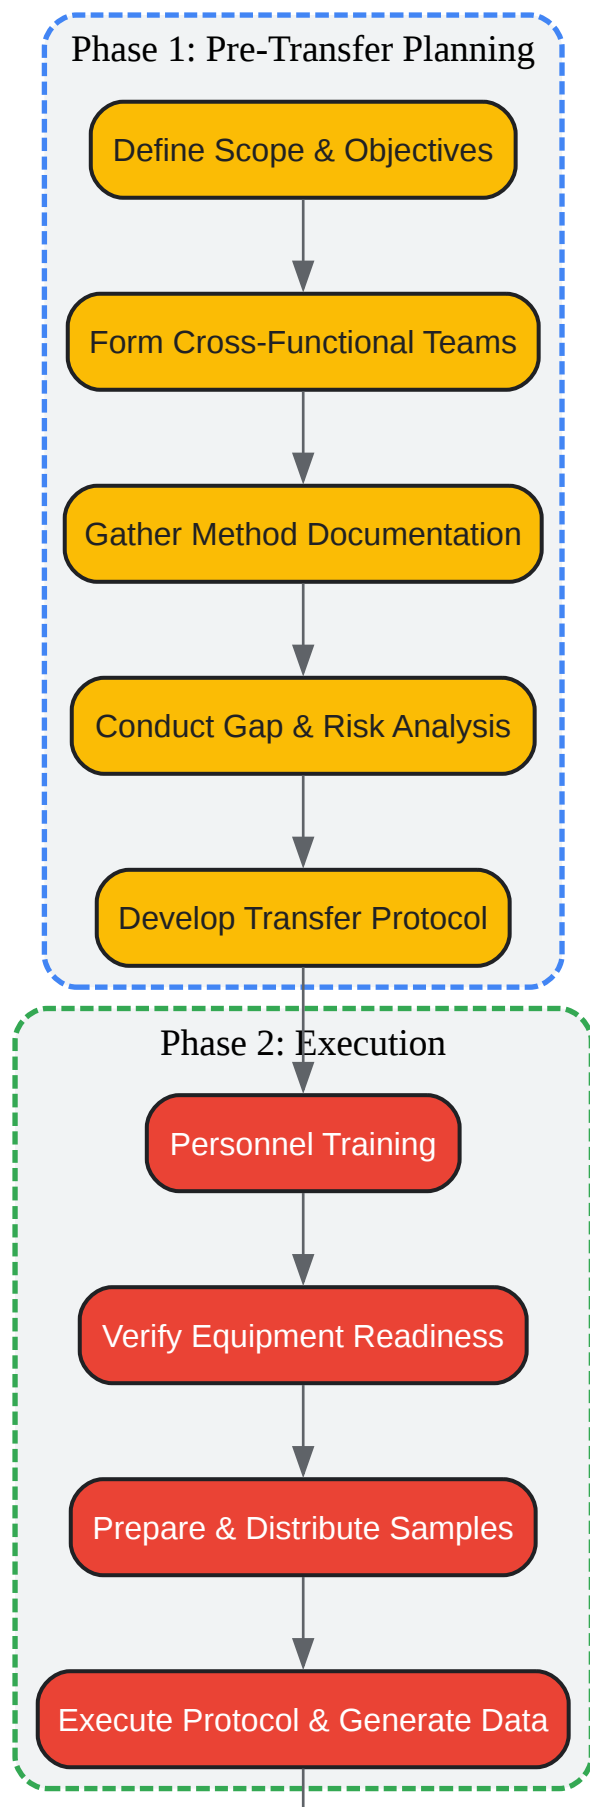 Phase 1: Pre-Transfer Planning
Define Scope & Objectives
Form Cross-Functional Teams
Gather Method Documentation
Conduct Gap & Risk Analysis
Develop Transfer Protocol
Phase 2: Execution
Personnel Training
Verify Equipment Readiness
Prepare & Distribute Samples
Execute Protocol & Generate Data